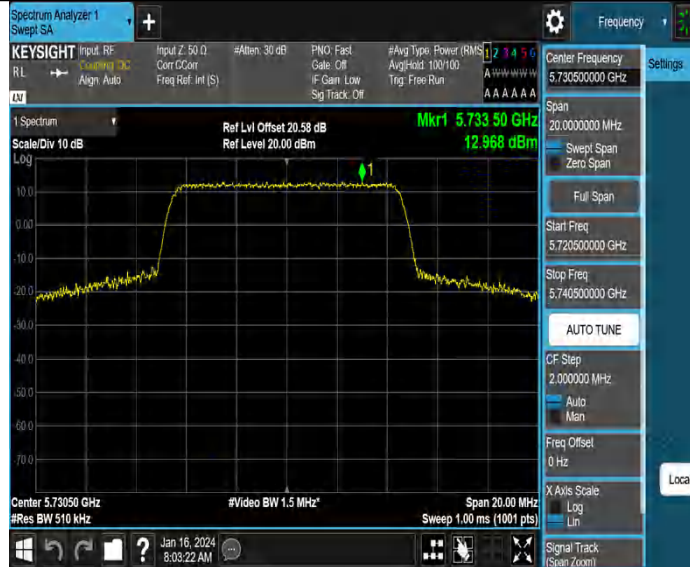 Spectrum Analyzer 1
Swept SA
+
Frequency
KEYSIGHT
RL
Input: RF
Coupling: DC
Align: Auto
Input Z: 50 Ω
Corr CCorr
Freq Ref: Int (S)
#Atten: 30 dB
PNO: Fast
Gate: Off
IF Gain: Low
Sig Track: Off
#Avg Type: Power (RMS
Avg|Hold: 100/100
Trig: Free Run
1 2 3 4 5 6
A W W W W W
A A A A A A
LXI
1 Spectrum
Scale/Div 10 dB
Ref Lvl Offset 20.58 dB
Ref Level 20.00 dBm
Mkr1 5.733 50 GHz
12.968 dBm
Log
1
10.0
0.00
-10.0
-20.0
-30.0
-40.0
-50.0
-60.0
-70.0
Center 5.73050 GHz
#Res BW 510 kHz
#Video BW 1.5 MHz*
Span 20.00 MHz
Sweep 1.00 ms (1001 pts)
Center Frequency
5.730500000 GHz
Settings
Span
20.0000000 MHz
Swept Span
Zero Span
Full Span
Start Freq
5.720500000 GHz
Stop Freq
5.740500000 GHz
AUTO TUNE
CF Step
2.000000 MHz
Auto
Man
Freq Offset
0 Hz
X Axis Scale
Log
Lin
Signal Track
(Span Zoom)
Loca
?
Jan 16, 2024
8:03:22 AM